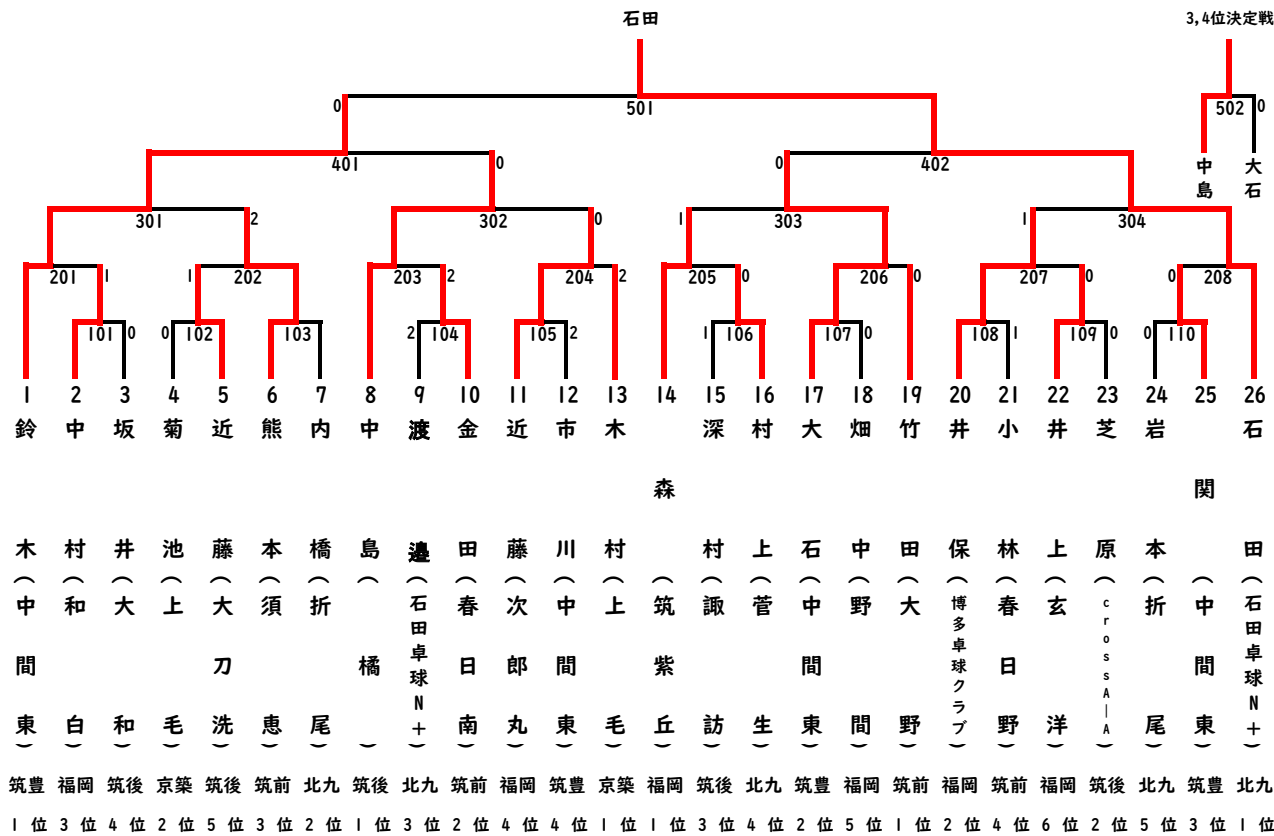 石田
3,4位決定戦
0 501
502 0
401 0
0 402
中島
大石
301 2
302 0
1 303
1 304
201 1
1 202
203 2
204 2
205 0
206 0
207 0
0 208
101 0
0 102
103
2 104
105 2
1 106
107 0
108 1
109 0
0 110
1 鈴木(中間東) 筑豊 1位
2 中村(和白) 福岡 3位
3 坂井(大和) 筑後 4位
4 菊池(上毛) 京築 2位
5 近藤(大刀洗) 筑後 5位
6 熊本(須恵) 筑前 3位
7 内橋(折尾) 北九 2位
8 中島(橘) 筑後 1位
9 渡邉(石田卓球N+) 北九 3位
10 金田(春日南) 筑前 2位
11 近藤(次郎丸) 福岡 4位
12 市川(中間東) 筑豊 4位
13 木村(上毛) 京築 1位
14 森(筑紫丘) 福岡 1位
15 深村(諏訪) 筑後 3位
16 村上(菅生) 北九 4位
17 大石(中間東) 筑豊 2位
18 畑中(野間) 福岡 5位
19 竹田(大野) 筑前 1位
20 井保(博多卓球クラブ) 福岡 2位
21 小林(春日野) 筑前 4位
22 井上(玄洋) 福岡 6位
23 芝原(crossA|A) 筑後 2位
24 岩本(折尾) 北九 5位
25 関(中間東) 筑豊 3位
26 石田(石田卓球N+) 北九 1位